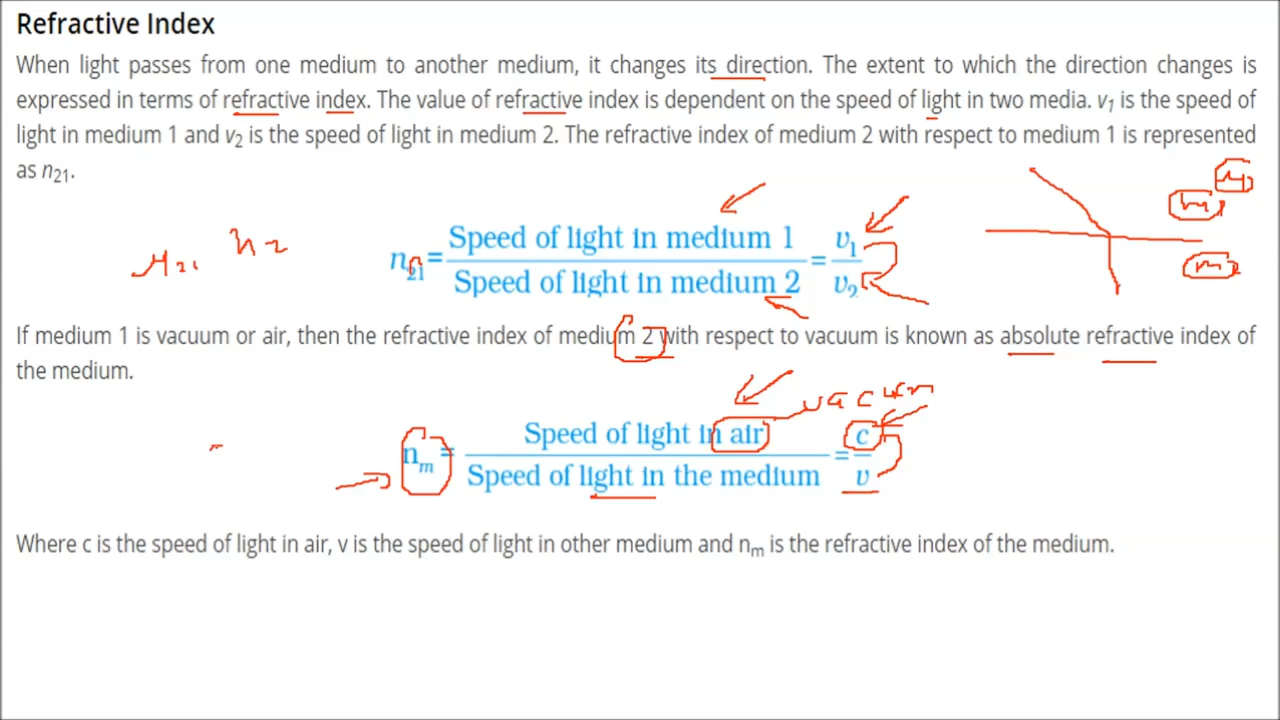 Refractive Index
When light passes from one medium to another medium, it changes its direction. The extent to which the direction changes is
expressed in terms of refractive index. The value of refractive index is dependent on the speed of light in two media. v₁ is the speed of
light in medium 1 and v₂ is the speed of light in medium 2. The refractive index of medium 2 with respect to medium 1 is represented
as n₂₁.
μ₂₁ n₂
n₂₁ = Speed of light in medium 1 / Speed of light in medium 2 = v₁ / v₂
m₂
If medium 1 is vacuum or air, then the refractive index of medium 2 with respect to vacuum is known as absolute refractive index of
the medium.
vacuum
nₘ = Speed of light in air / Speed of light in the medium = c / v
Where c is the speed of light in air, v is the speed of light in other medium and nₘ is the refractive index of the medium.